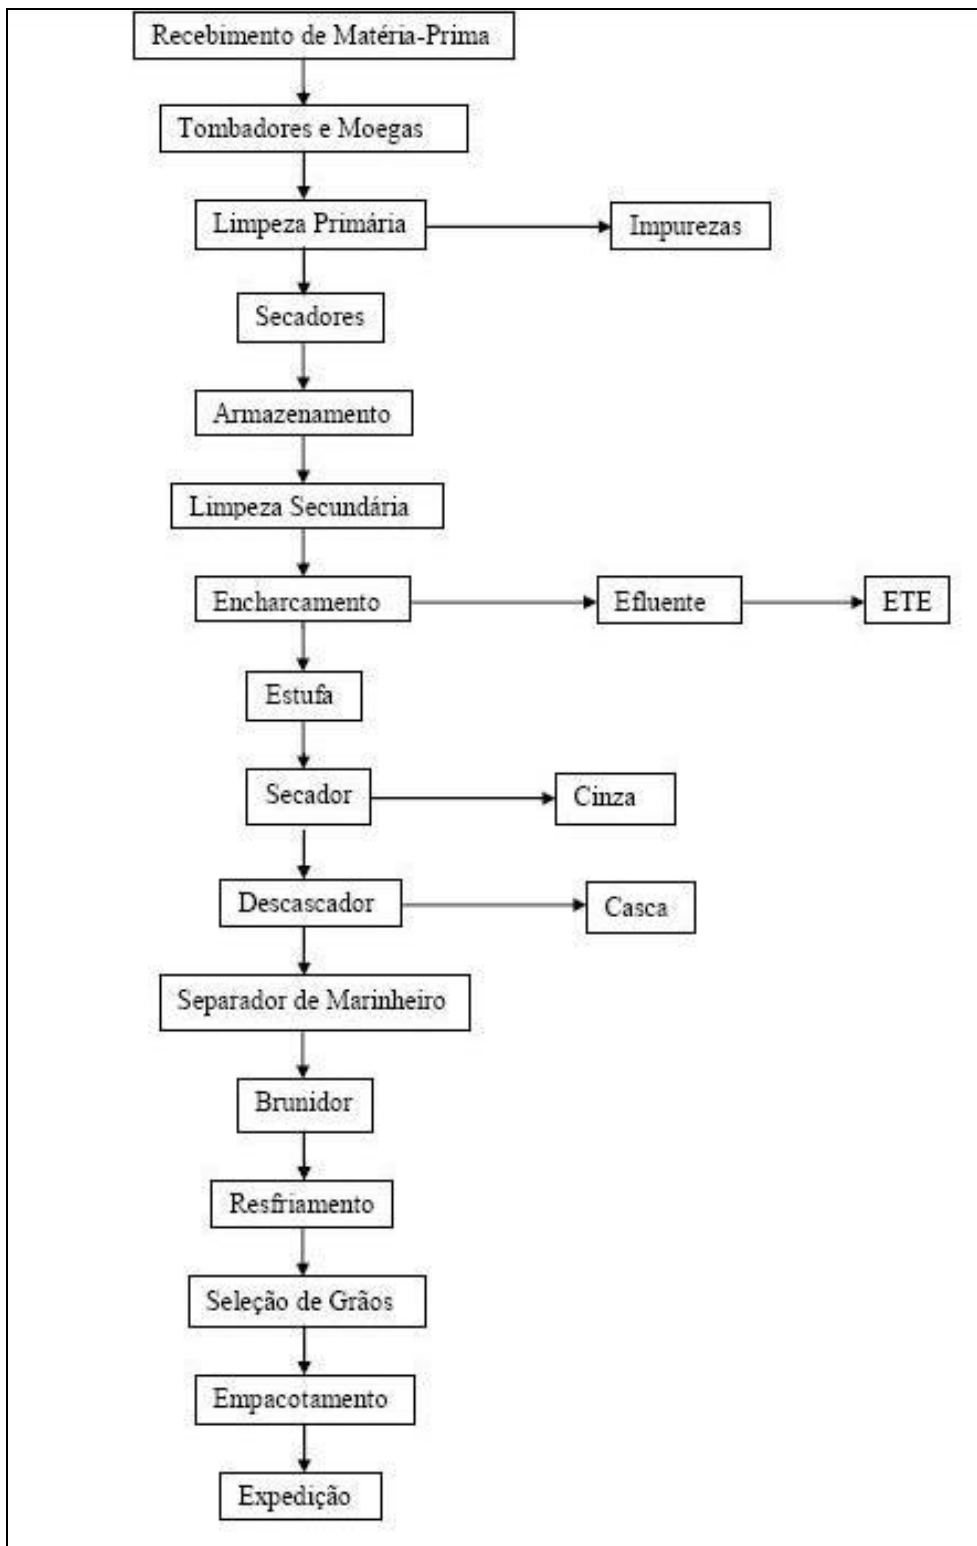 Recebimento de Matéria-Prima
Tombadores e Moegas
Limpeza Primária
Impurezas
Secadores
Armazenamento
Limpeza Secundária
Encharcamento
Efluente
ETE
Estufa
Secador
Cinza
Descascador
Casca
Separador de Marinheiro
Brunidor
Resfriamento
Seleção de Grãos
Empacotamento
Expedição